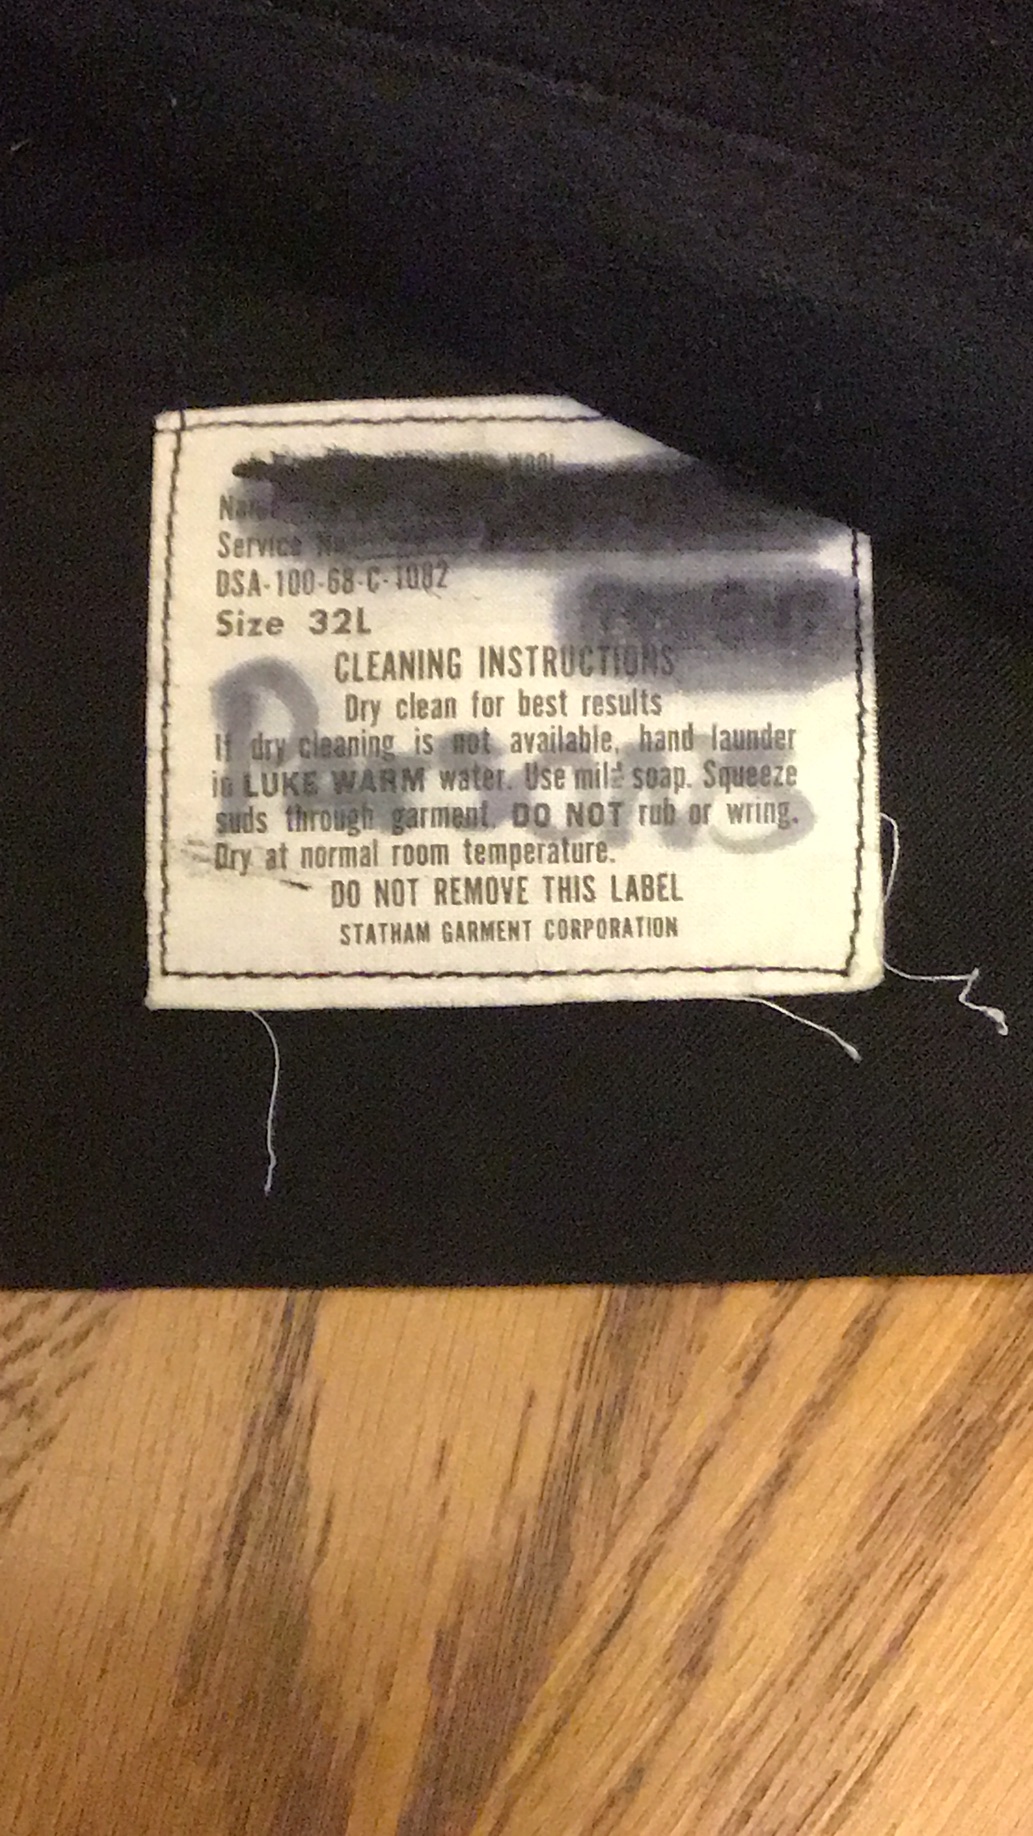 WOOL
Service
DSA-100-68-C-1082
Size 32L
CLEANING INSTRUCTIONS
Dry clean for best results
If dry cleaning is not available, hand launder
in LUKE WARM water. Use mild soap. Squeeze
suds through garment. DO NOT rub or wring.
Dry at normal room temperature.
DO NOT REMOVE THIS LABEL
STATHAM GARMENT CORPORATION